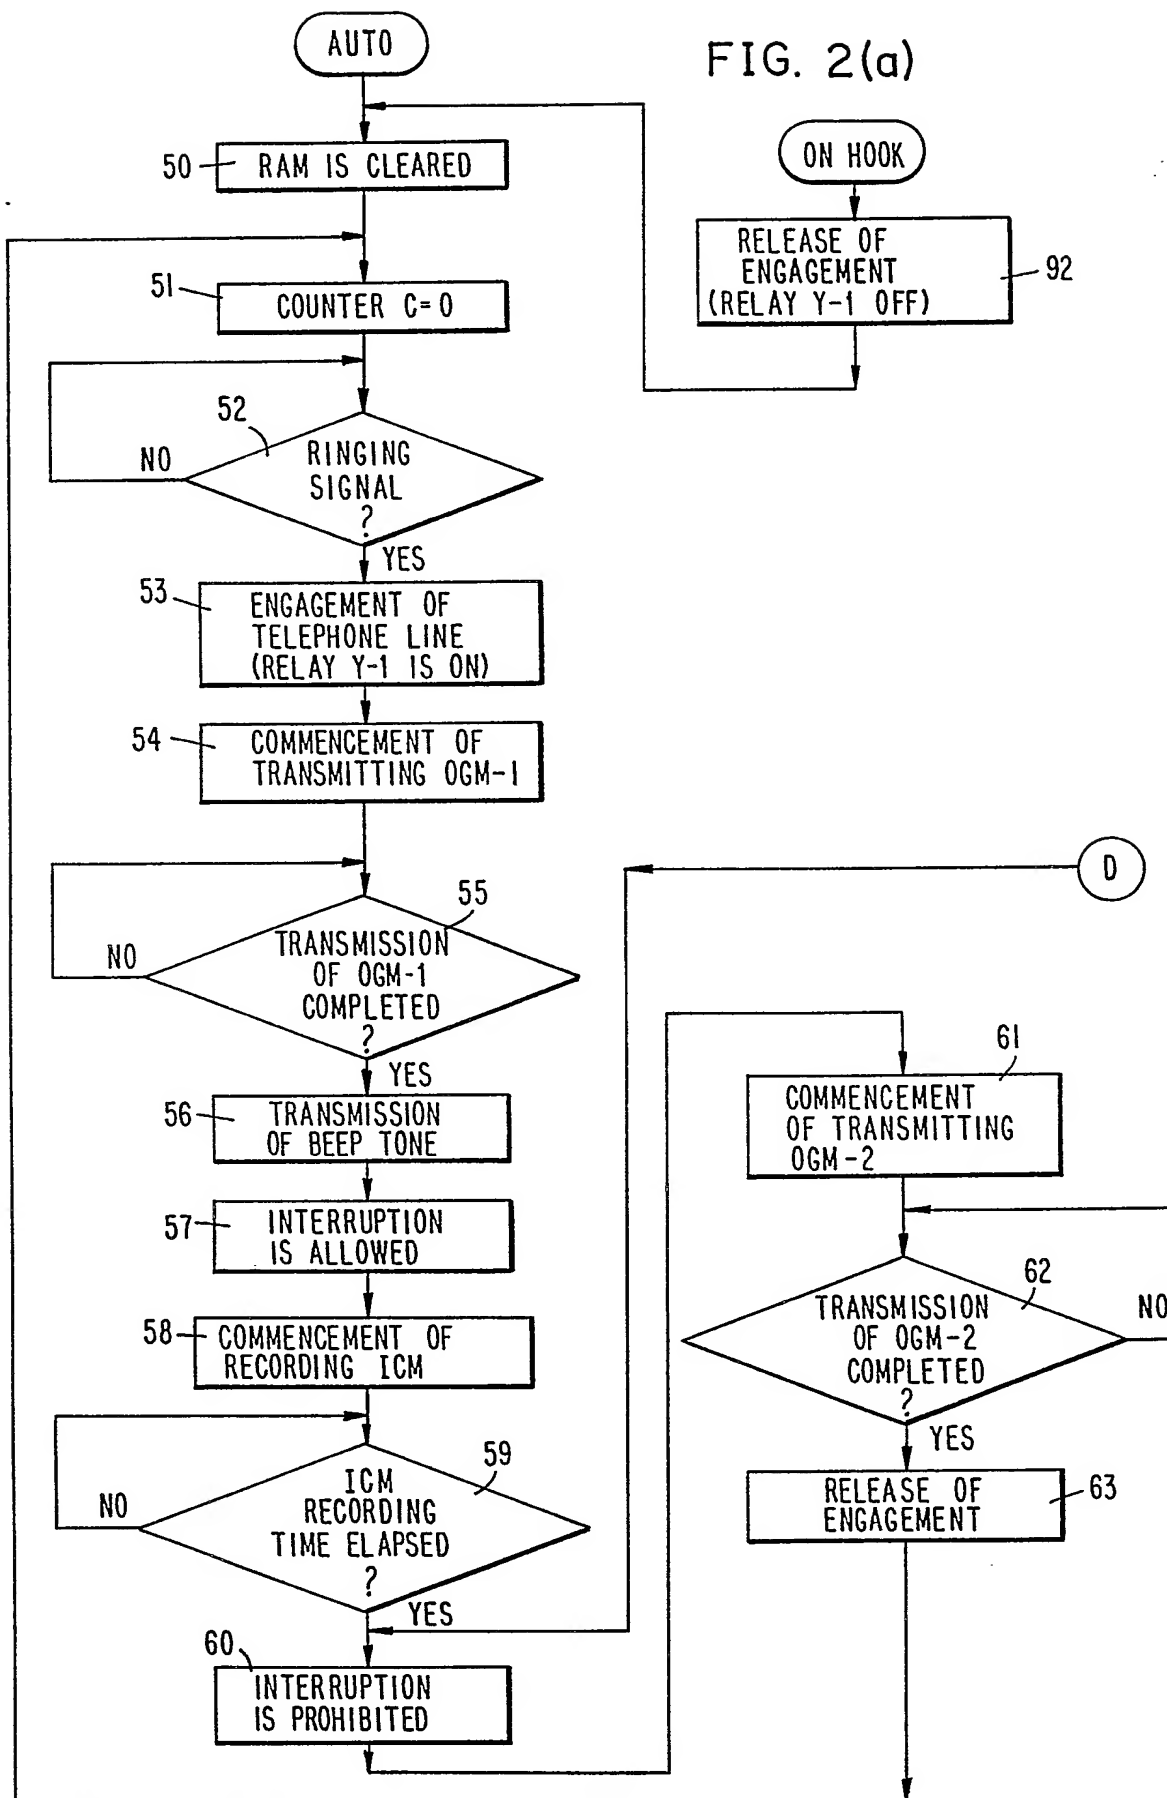 FIG. 2(a)
AUTO
50
RAM IS CLEARED
51
COUNTER C=0
52
RINGING
SIGNAL
?
NO
YES
53
ENGAGEMENT OF
TELEPHONE LINE
(RELAY Y-1 IS ON)
54
COMMENCEMENT OF
TRANSMITTING OGM-1
55
TRANSMISSION
OF OGM-1
COMPLETED
?
NO
YES
56
TRANSMISSION
OF BEEP TONE
57
INTERRUPTION
IS ALLOWED
58
COMMENCEMENT OF
RECORDING ICM
59
ICM
RECORDING
TIME ELAPSED
?
NO
YES
60
INTERRUPTION
IS PROHIBITED
ON HOOK
RELEASE OF
ENGAGEMENT
(RELAY Y-1 OFF)
92
D
61
COMMENCEMENT
OF TRANSMITTING
OGM-2
62
TRANSMISSION
OF OGM-2
COMPLETED
?
NO
YES
RELEASE OF
ENGAGEMENT
63